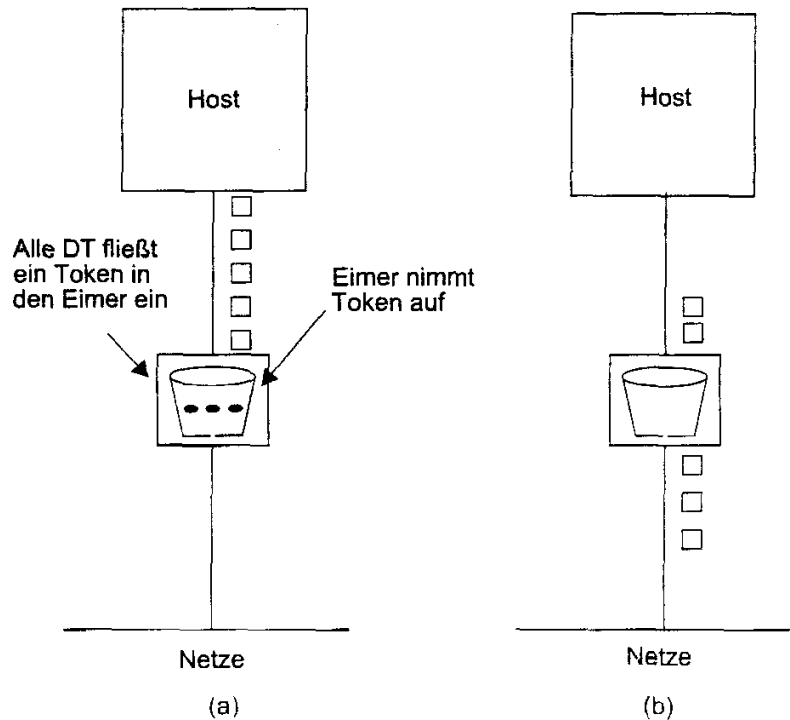 Host
Host
Alle DT fließt
ein Token in
den Eimer ein
Eimer nimmt
Token auf
Netze
Netze
(a)
(b)